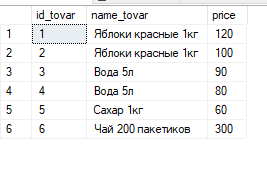 id_tovar name_tovar price
1 1 Яблоки красные 1кг 120
2 2 Яблоки красные 1кг 100
3 3 Вода 5л 90
4 4 Вода 5л 80
5 5 Сахар 1кг 60
6 6 Чай 200 пакетиков 300